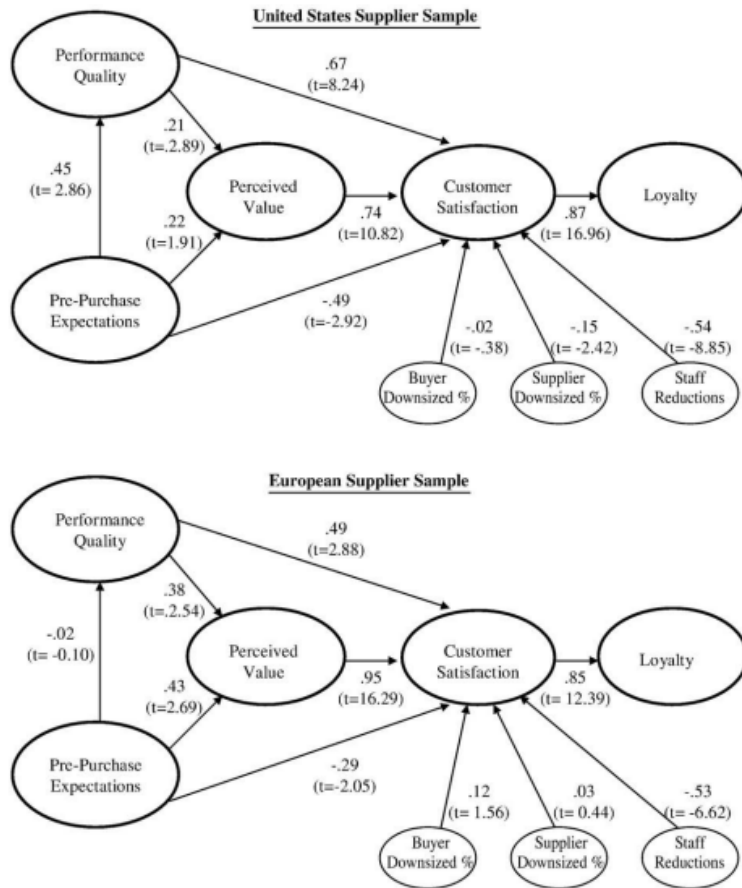 United States Supplier Sample
Performance
Quality
.67
(t=8.24)
.21
(t=.2.89)
.45
(t= 2.86)
Perceived
Value
Customer
Satisfaction
Loyalty
.74
(t=10.82)
.87
(t= 16.96)
.22
(t=1.91)
Pre-Purchase
Expectations
-.49
(t=-2.92)
-.02
(t= -.38)
-.15
(t= -2.42)
-.54
(t= -8.85)
Buyer
Downsized %
Supplier
Downsized %
Staff
Reductions
European Supplier Sample
Performance
Quality
.49
(t=2.88)
.38
(t=.2.54)
-.02
(t= -0.10)
Perceived
Value
Customer
Satisfaction
Loyalty
.95
(t=16.29)
.85
(t= 12.39)
.43
(t=2.69)
Pre-Purchase
Expectations
-.29
(t=-2.05)
.12
(t= 1.56)
.03
(t= 0.44)
-.53
(t= -6.62)
Buyer
Downsized %
Supplier
Downsized %
Staff
Reductions